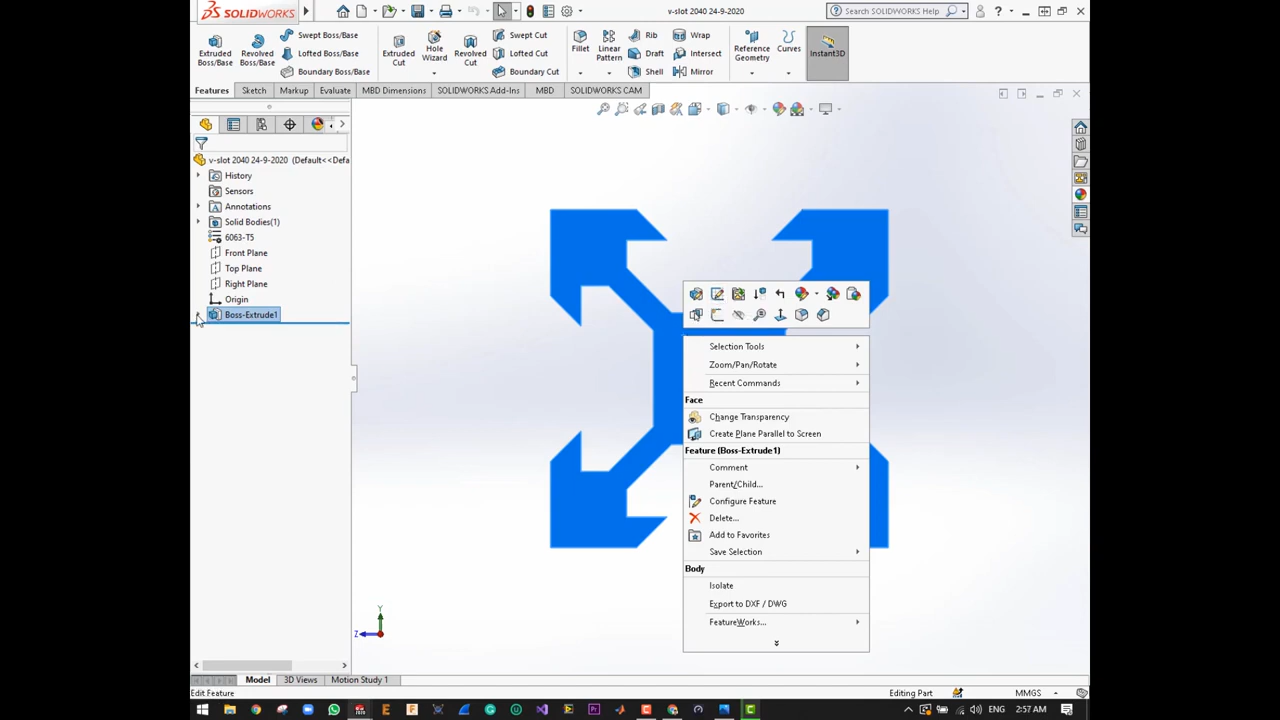 SOLIDWORKS
v-slot 2040 24-9-2020
Search SOLIDWORKS Help
Extruded Boss/Base
Revolved Boss/Base
Swept Boss/Base
Lofted Boss/Base
Boundary Boss/Base
Extruded Cut
Hole Wizard
Revolved Cut
Swept Cut
Lofted Cut
Boundary Cut
Fillet
Linear Pattern
Rib
Draft
Shell
Wrap
Intersect
Mirror
Reference Geometry
Curves
Instant3D
Features
Sketch
Markup
Evaluate
MBD Dimensions
SOLIDWORKS Add-Ins
MBD
SOLIDWORKS CAM
v-slot 2040 24-9-2020 (Default<<Defa
History
Sensors
Annotations
Solid Bodies(1)
6063-T5
Front Plane
Top Plane
Right Plane
Origin
Boss-Extrude1
Selection Tools
Zoom/Pan/Rotate
Recent Commands
Face
Change Transparency
Create Plane Parallel to Screen
Feature (Boss-Extrude1)
Comment
Parent/Child...
Configure Feature
Delete...
Add to Favorites
Save Selection
Body
Isolate
Export to DXF / DWG
FeatureWorks...
Y
Z
Model
3D Views
Motion Study 1
Edit Feature
Editing Part
MMGS
ENG
2:57 AM